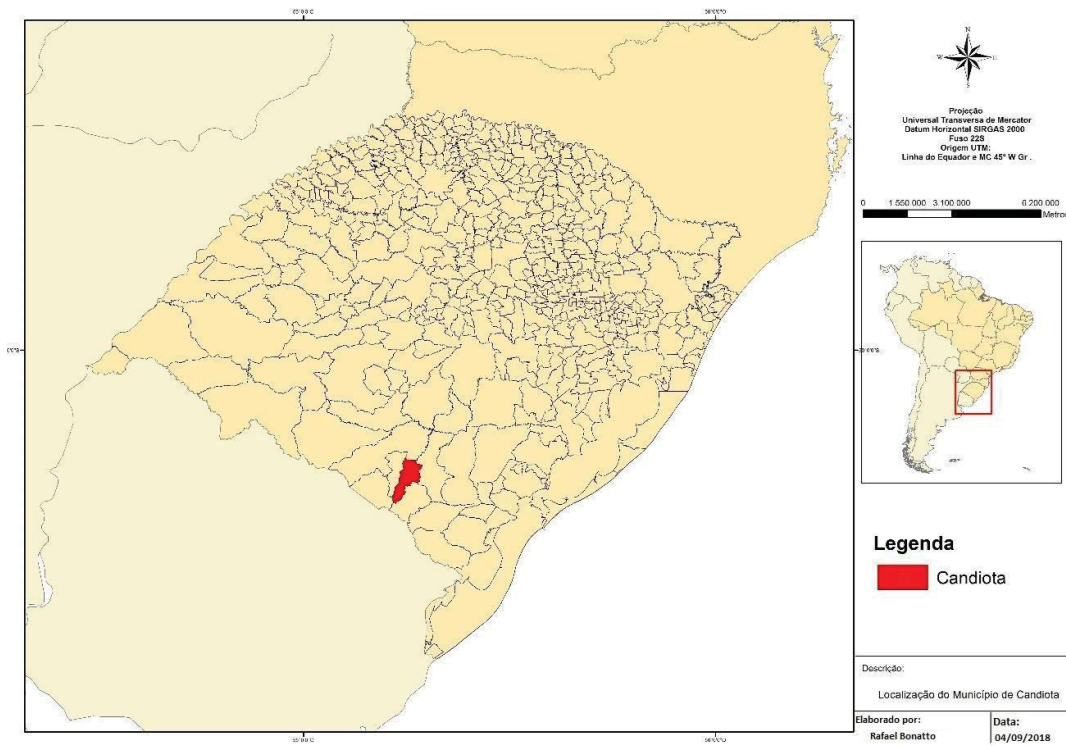 N
W
Projeção
Universal Transversa de Mercator
Datum Horizontal SIRGAS 2000
Fuso 22S
Origem UTM:
Linha do Equador e MC 45° W Gr .
0 1.550.000 3.100.000 6.200.000
Metros
Legenda
Candiota
Descrição:
Localização do Município de Candiota
Elaborado por:
Rafael Bonatto
Data:
04/09/2018